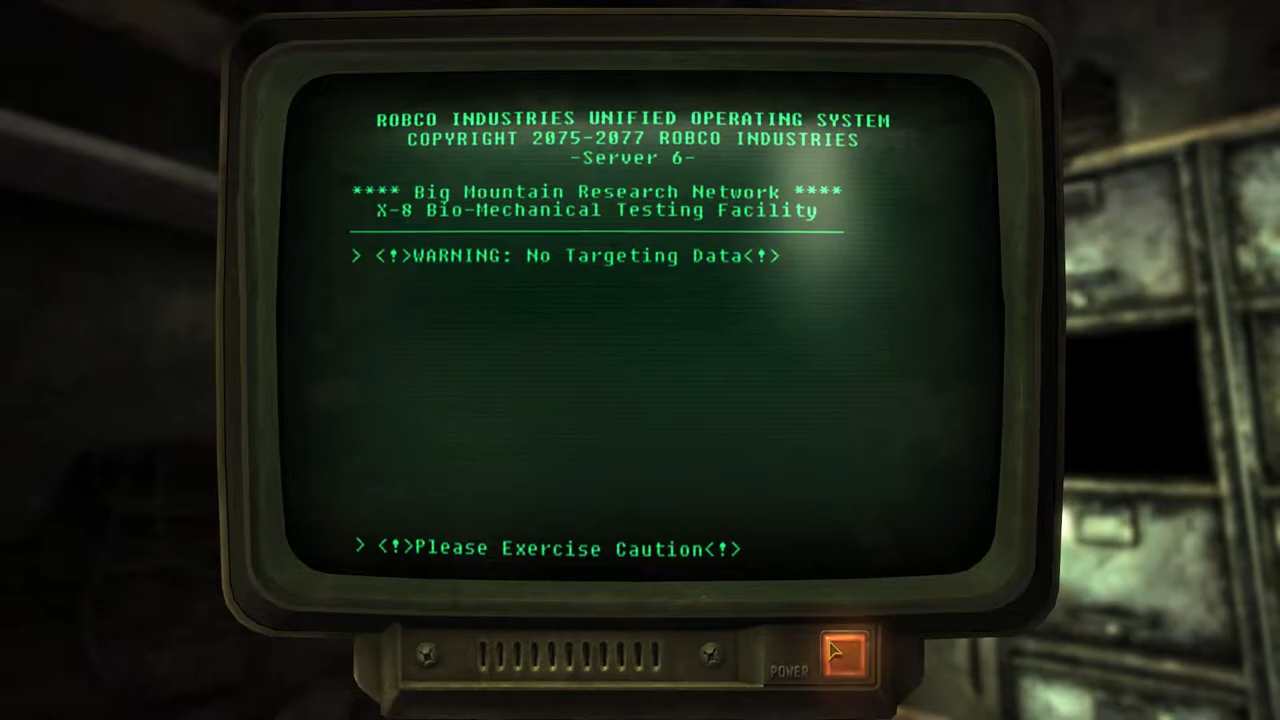 ROBCO INDUSTRIES UNIFIED OPERATING SYSTEM
COPYRIGHT 2075-2077 ROBCO INDUSTRIES
-Server 6-
**** Big Mountain Research Network ****
X-8 Bio-Mechanical Testing Facility
> <!>WARNING: No Targeting Data<!>
> <!>Please Exercise Caution<!>
POWER